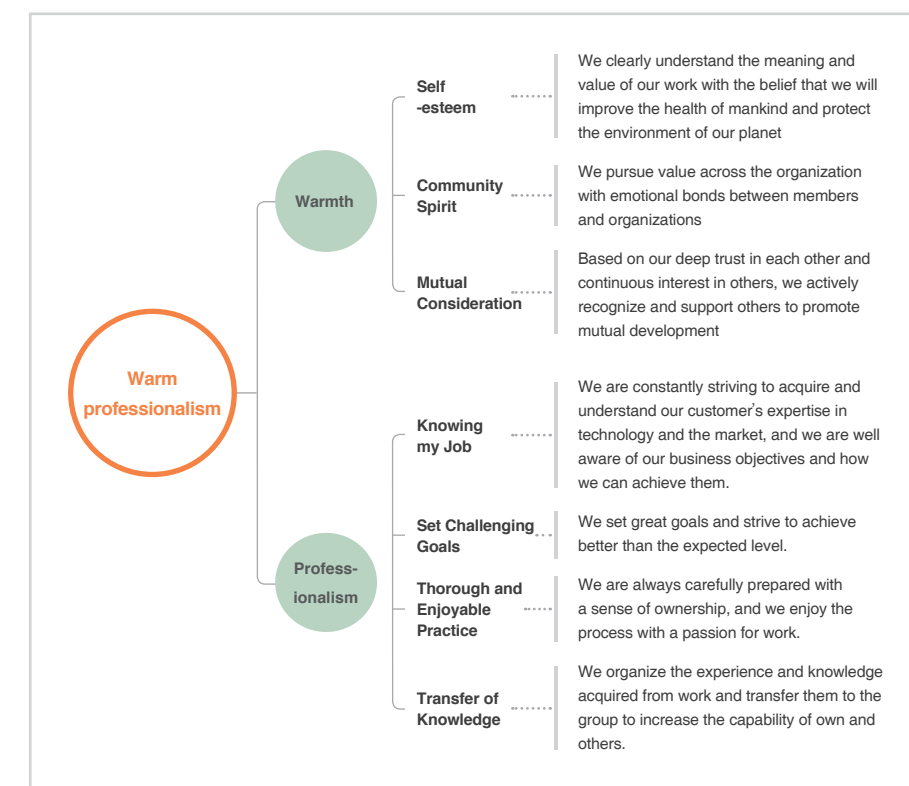 Warm
professionalism
Warmth
Self
-esteem
We clearly understand the meaning and
value of our work with the belief that we will
improve the health of mankind and protect
the environment of our planet
Community
Spirit
We pursue value across the organization
with emotional bonds between members
and organizations
Mutual
Consideration
Based on our deep trust in each other and
continuous interest in others, we actively
recognize and support others to promote
mutual development
Profess-
ionalism
Knowing
my Job
We are constantly striving to acquire and
understand our customer’s expertise in
technology and the market, and we are well
aware of our business objectives and how
we can achieve them.
Set Challenging
Goals
We set great goals and strive to achieve
better than the expected level.
Thorough and
Enjoyable
Practice
We are always carefully prepared with
a sense of ownership, and we enjoy the
process with a passion for work.
Transfer of
Knowledge
We organize the experience and knowledge
acquired from work and transfer them to the
group to increase the capability of own and
others.